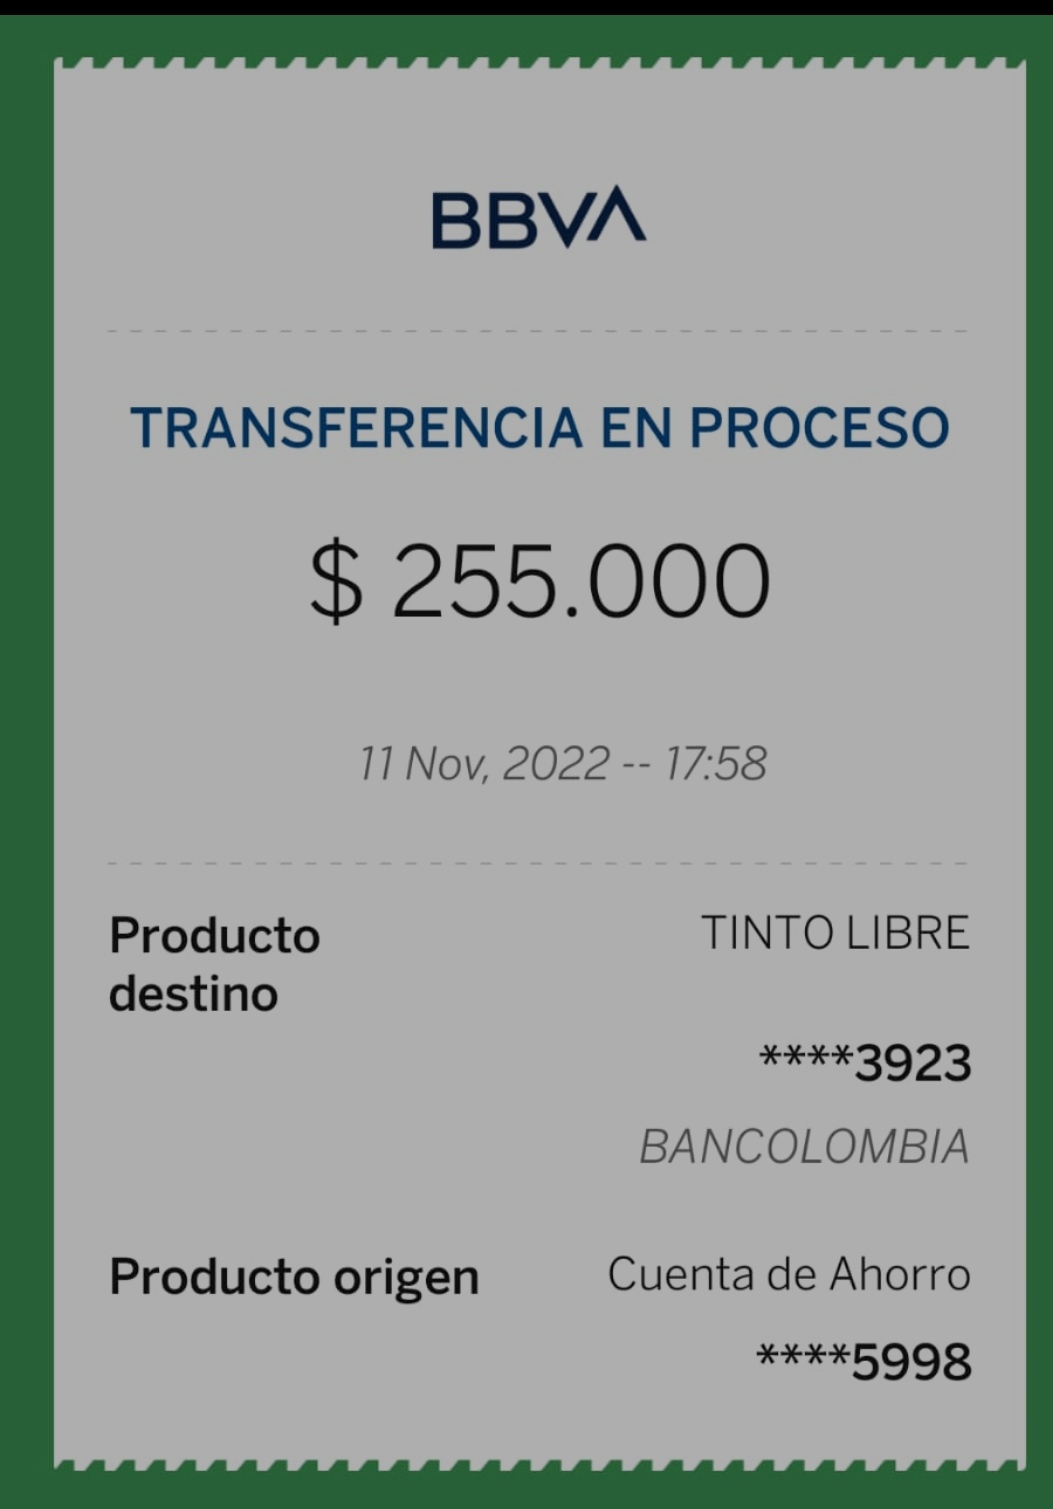 BBVA
TRANSFERENCIA EN PROCESO
$ 255.000
11 Nov, 2022 -- 17:58
Producto destino
TINTO LIBRE
****3923
BANCOLOMBIA
Producto origen
Cuenta de Ahorro
****5998